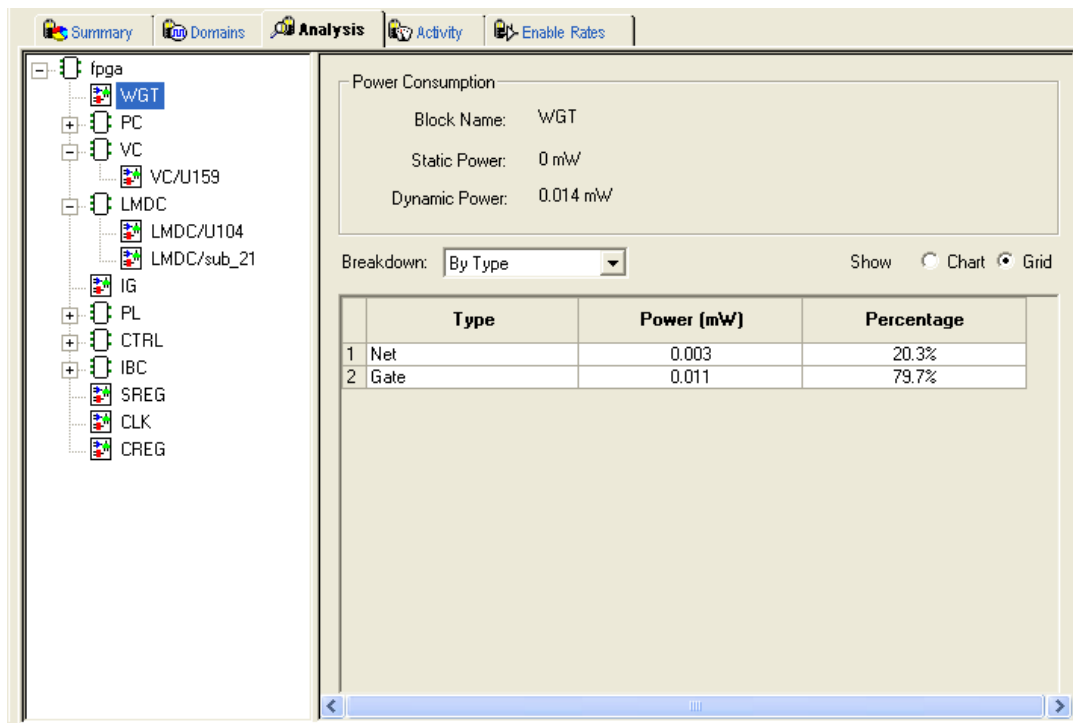 Summary Domains Analysis Activity Enable Rates
fpga
WGT
PC
VC
VC/U159
LMDC
LMDC/U104
LMDC/sub_21
IG
PL
CTRL
IBC
SREG
CLK
CREG
Power Consumption
Block Name: WGT
Static Power: 0 mW
Dynamic Power: 0.014 mW
Breakdown: By Type Show Chart Grid
Type Power (mW) Percentage
1 Net 0.003 20.3%
2 Gate 0.011 79.7%